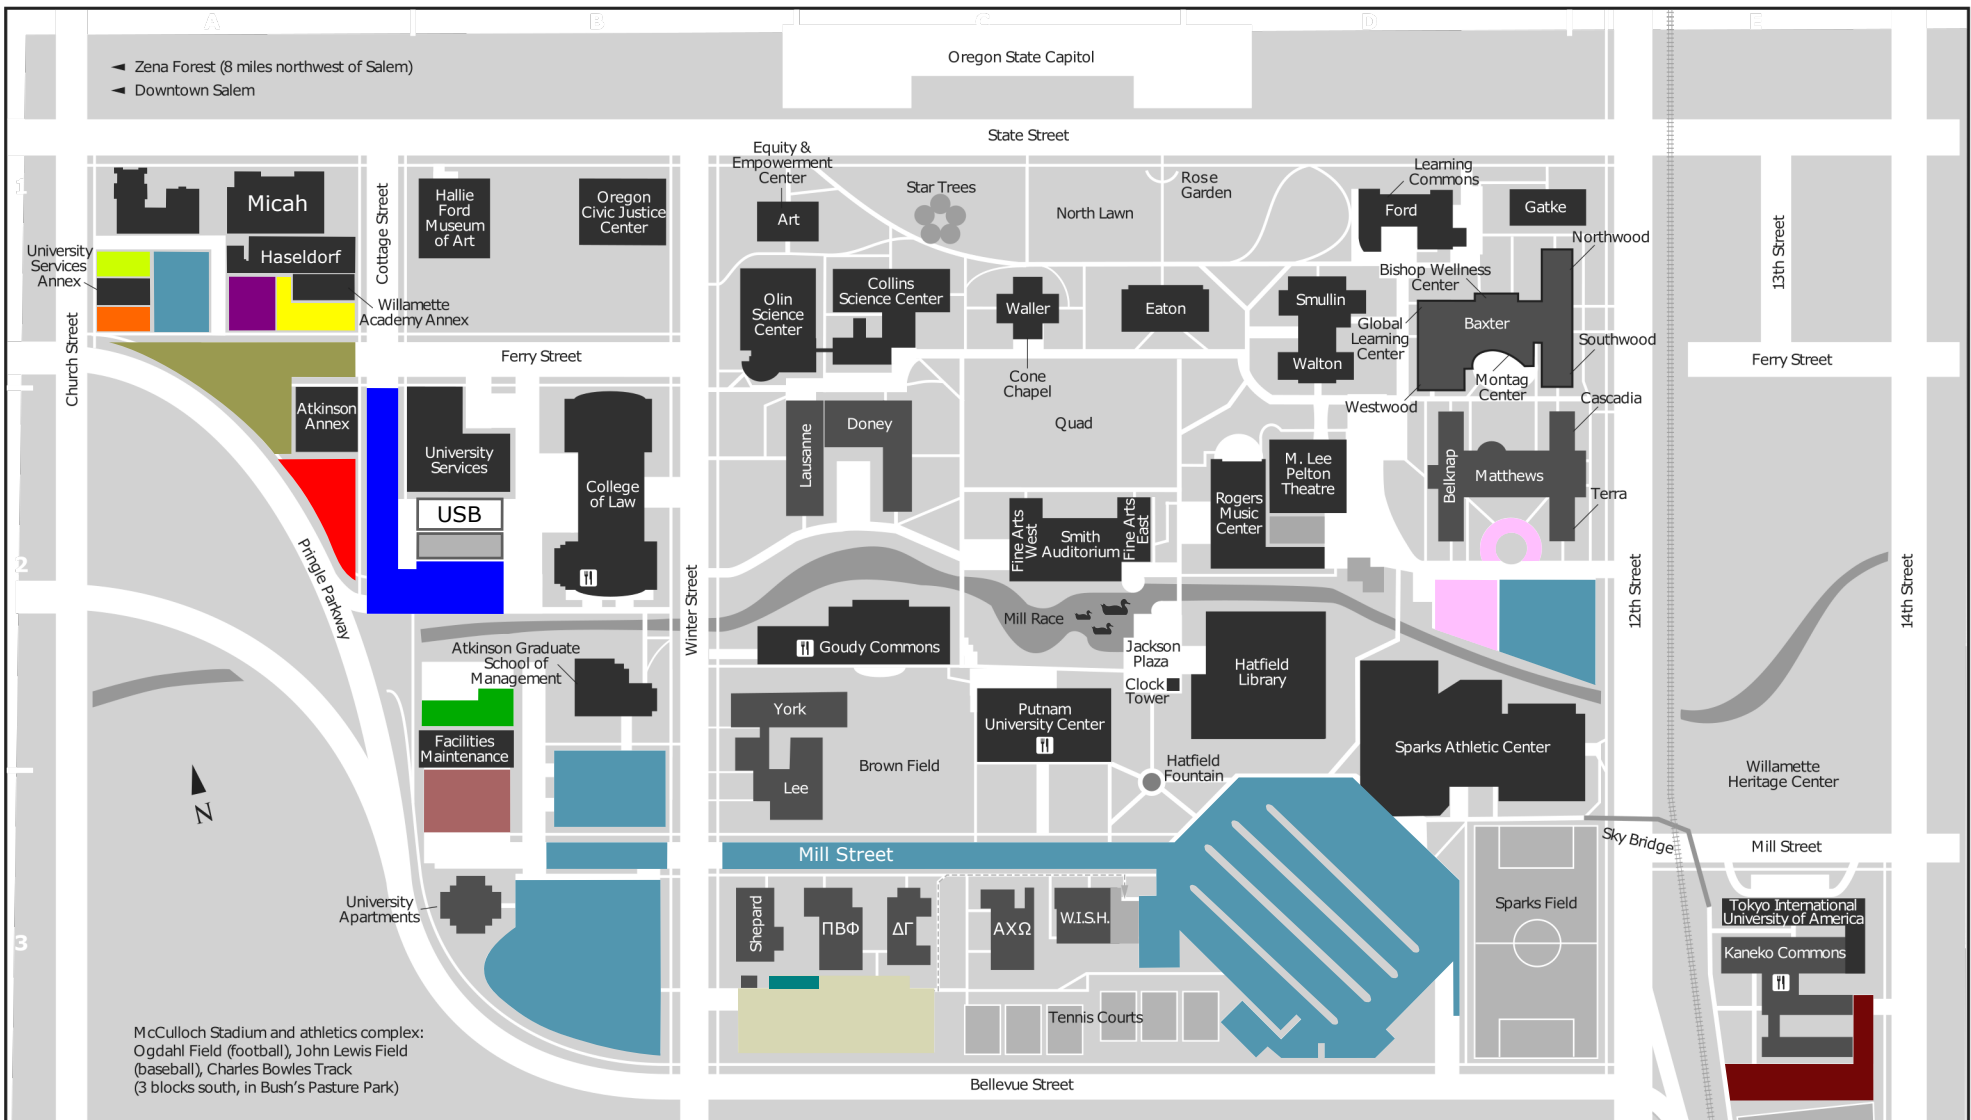 A
B
C
D
E
Zena Forest (8 miles northwest of Salem)
Downtown Salem
Oregon State Capitol
State Street
1
Micah
Haseldorf
University
Services
Annex
Willamette
Academy Annex
Cottage Street
Hallie
Ford
Museum
of Art
Oregon
Civic Justice
Center
Equity &
Empowerment
Center
Art
Star Trees
North Lawn
Rose
Garden
Learning
Commons
Ford
Gatke
Northwood
Bishop Wellness
Center
Olin
Science
Center
Collins
Science Center
Waller
Eaton
Smullin
Walton
Global
Learning
Center
Baxter
Southwood
Montag
Center
Westwood
Cone
Chapel
Church Street
Ferry Street
13th Street
Ferry Street
Atkinson
Annex
University
Services
USB
College
of Law
Lausanne
Doney
Quad
Fine Arts
West
Smith
Auditorium
Fine Arts
East
Rogers
Music
Center
M. Lee
Pelton
Theatre
Belknap
Matthews
Cascadia
Terra
2
Pringle Parkway
Winter Street
12th Street
14th Street
Mill Race
Goudy Commons
Jackson
Plaza
Clock
Tower
Hatfield
Library
Atkinson Graduate
School of
Management
Facilities
Maintenance
York
Lee
Brown Field
Putnam
University Center
Hatfield
Fountain
Sparks Athletic Center
Willamette
Heritage Center
N
Mill Street
Sky Bridge
Mill Street
University
Apartments
Shepard
ΠΒΦ
ΔΓ
ΑΧΩ
W.I.S.H.
Sparks Field
Tokyo International
University of America
Kaneko Commons
3
Tennis Courts
McCulloch Stadium and athletics complex:
Ogdahl Field (football), John Lewis Field
(baseball), Charles Bowles Track
(3 blocks south, in Bush's Pasture Park)
Bellevue Street